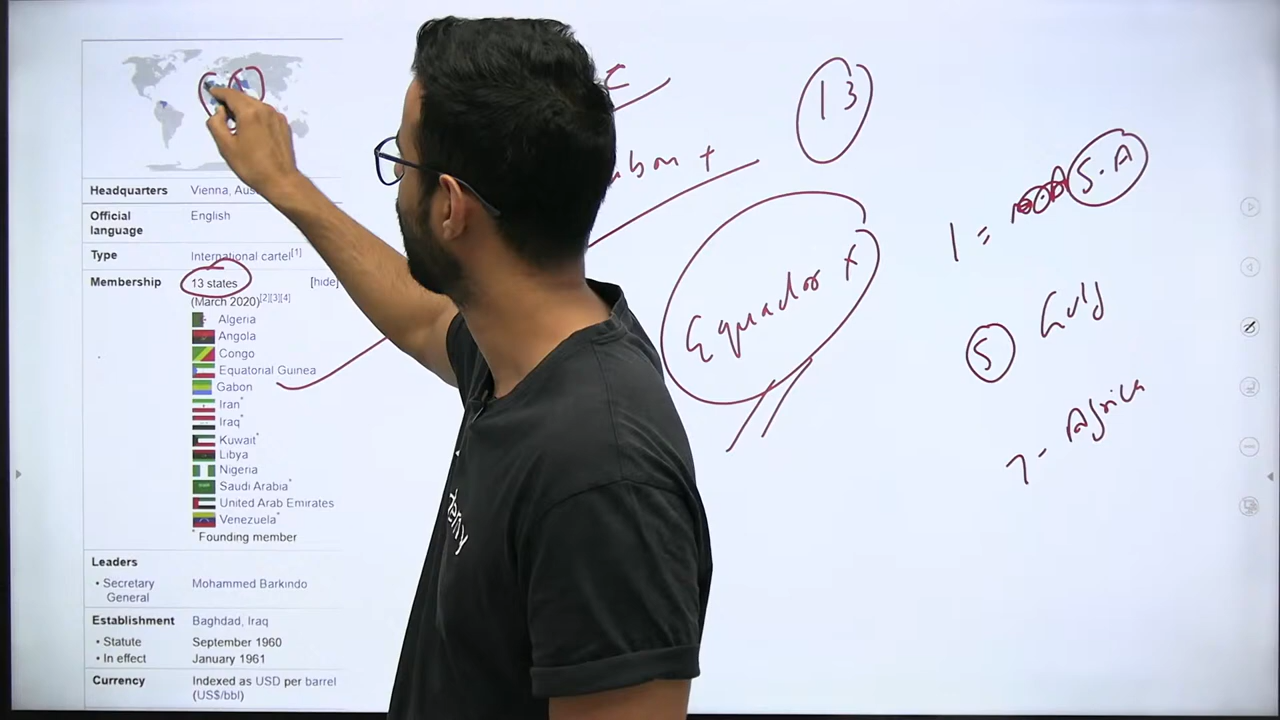 Headquarters Vienna,
Official language English
Type International cartel[1]
Membership 13 states [hide]
(March 2020)[2][3][4]
Algeria
Angola
Congo
Equatorial Guinea
Gabon
Iran*
Iraq*
Kuwait*
Libya
Nigeria
Saudi Arabia*
United Arab Emirates
Venezuela*
* Founding member
Leaders
• Secretary General Mohammed Barkindo
Establishment Baghdad, Iraq
• Statute September 1960
• In effect January 1961
Currency Indexed as USD per barrel
(US$/bbl)
+
13
Equador X
1 = S.A
5 Gulf
7 - Africa